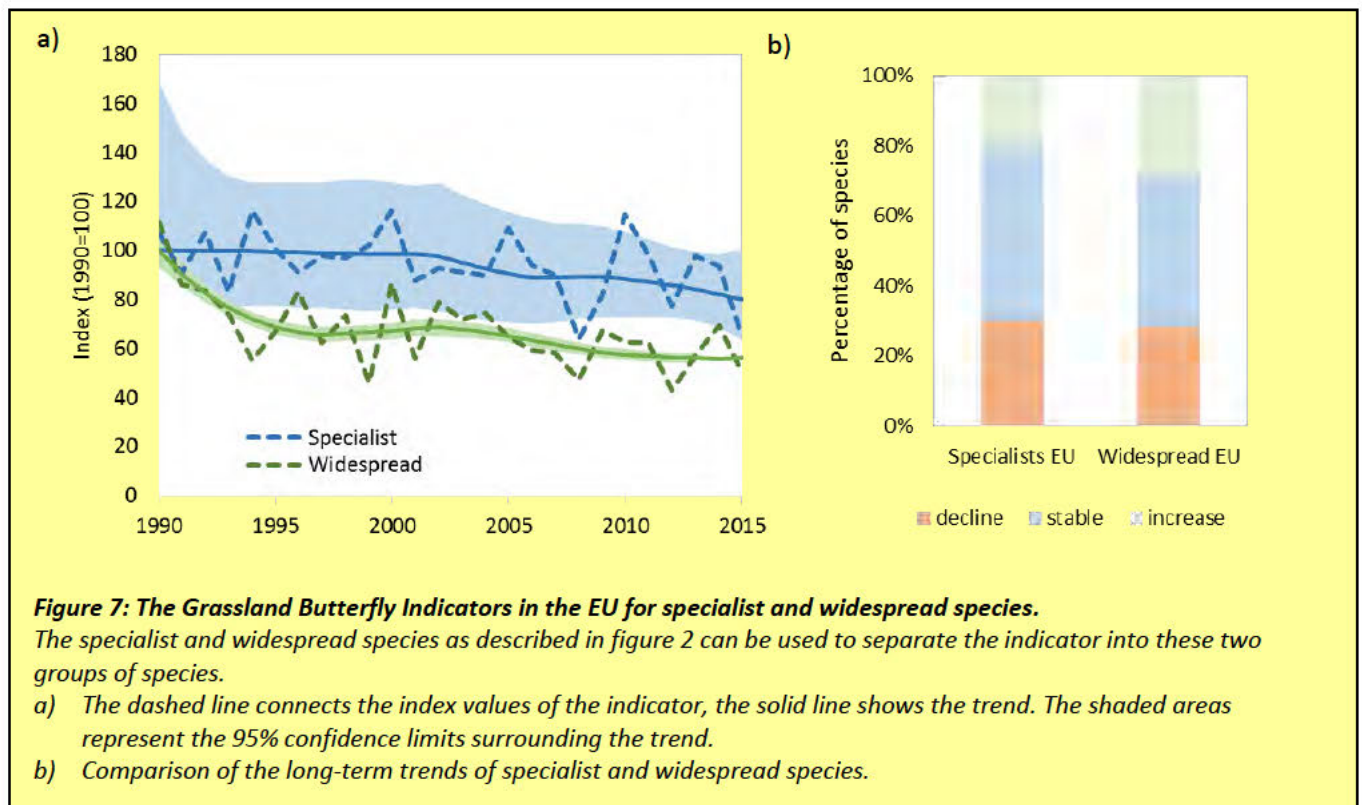 a)
180
160
140
120
100
80
60
40
20
0
Index (1990=100)
1990 1995 2000 2005 2010 2015
Specialist
Widespread
b)
100%
80%
60%
40%
20%
0%
Percentage of species
Specialists EU Widespread EU
decline stable increase
Figure 7: The Grassland Butterfly Indicators in the EU for specialist and widespread species.
The specialist and widespread species as described in figure 2 can be used to separate the indicator into these two
groups of species.
a) The dashed line connects the index values of the indicator, the solid line shows the trend. The shaded areas
represent the 95% confidence limits surrounding the trend.
b) Comparison of the long-term trends of specialist and widespread species.